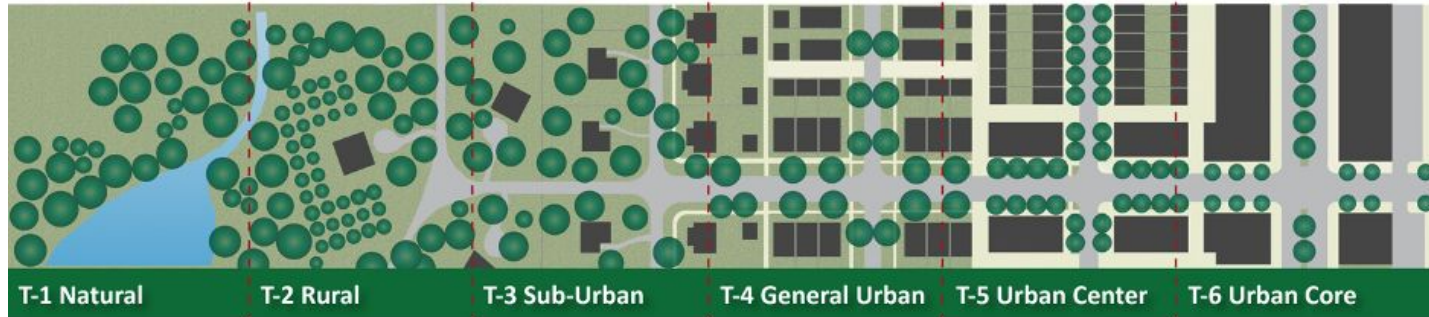 T-1 Natural
T-2 Rural
T-3 Sub-Urban
T-4 General Urban
T-5 Urban Center
T-6 Urban Core